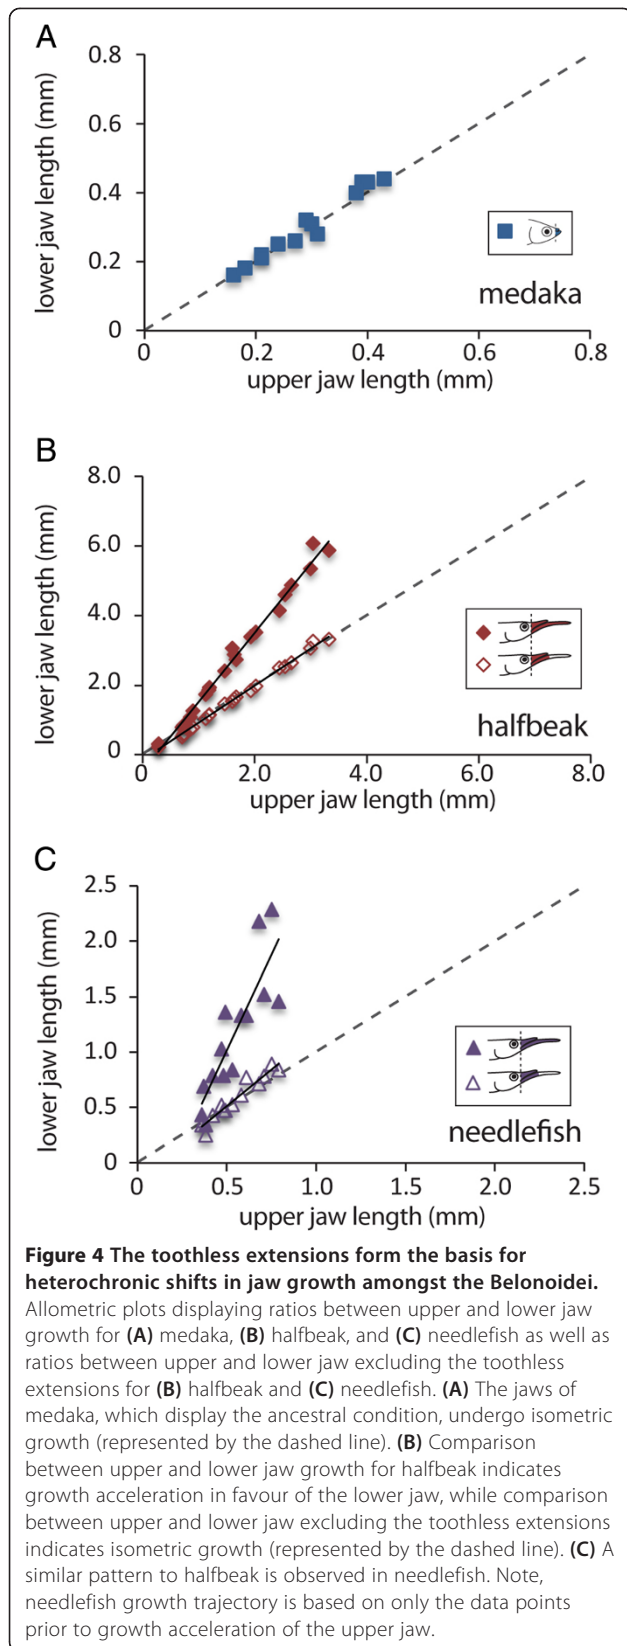 A
lower jaw length (mm)
0.8
0.6
0.4
0.2
0
0
0.2
0.4
0.6
0.8
upper jaw length (mm)
medaka
B
lower jaw length (mm)
8.0
6.0
4.0
2.0
0
0
2.0
4.0
6.0
8.0
upper jaw length (mm)
halfbeak
C
lower jaw length (mm)
2.5
2.0
1.5
1.0
0.5
0
0
0.5
1.0
1.5
2.0
2.5
upper jaw length (mm)
needlefish
Figure 4 The toothless extensions form the basis for
heterochronic shifts in jaw growth amongst the Belonoidei.
Allometric plots displaying ratios between upper and lower jaw
growth for (A) medaka, (B) halfbeak, and (C) needlefish as well as
ratios between upper and lower jaw excluding the toothless
extensions for (B) halfbeak and (C) needlefish. (A) The jaws of
medaka, which display the ancestral condition, undergo isometric
growth (represented by the dashed line). (B) Comparison
between upper and lower jaw growth for halfbeak indicates
growth acceleration in favour of the lower jaw, while comparison
between upper and lower jaw excluding the toothless extensions
indicates isometric growth (represented by the dashed line). (C) A
similar pattern to halfbeak is observed in needlefish. Note,
needlefish growth trajectory is based on only the data points
prior to growth acceleration of the upper jaw.